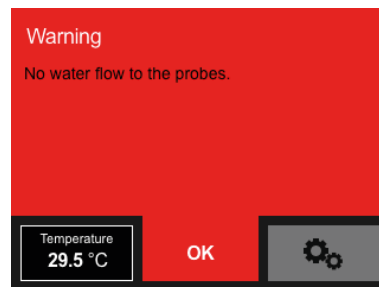 Warning
No water flow to the probes.
Temperature
29.5 °C
OK